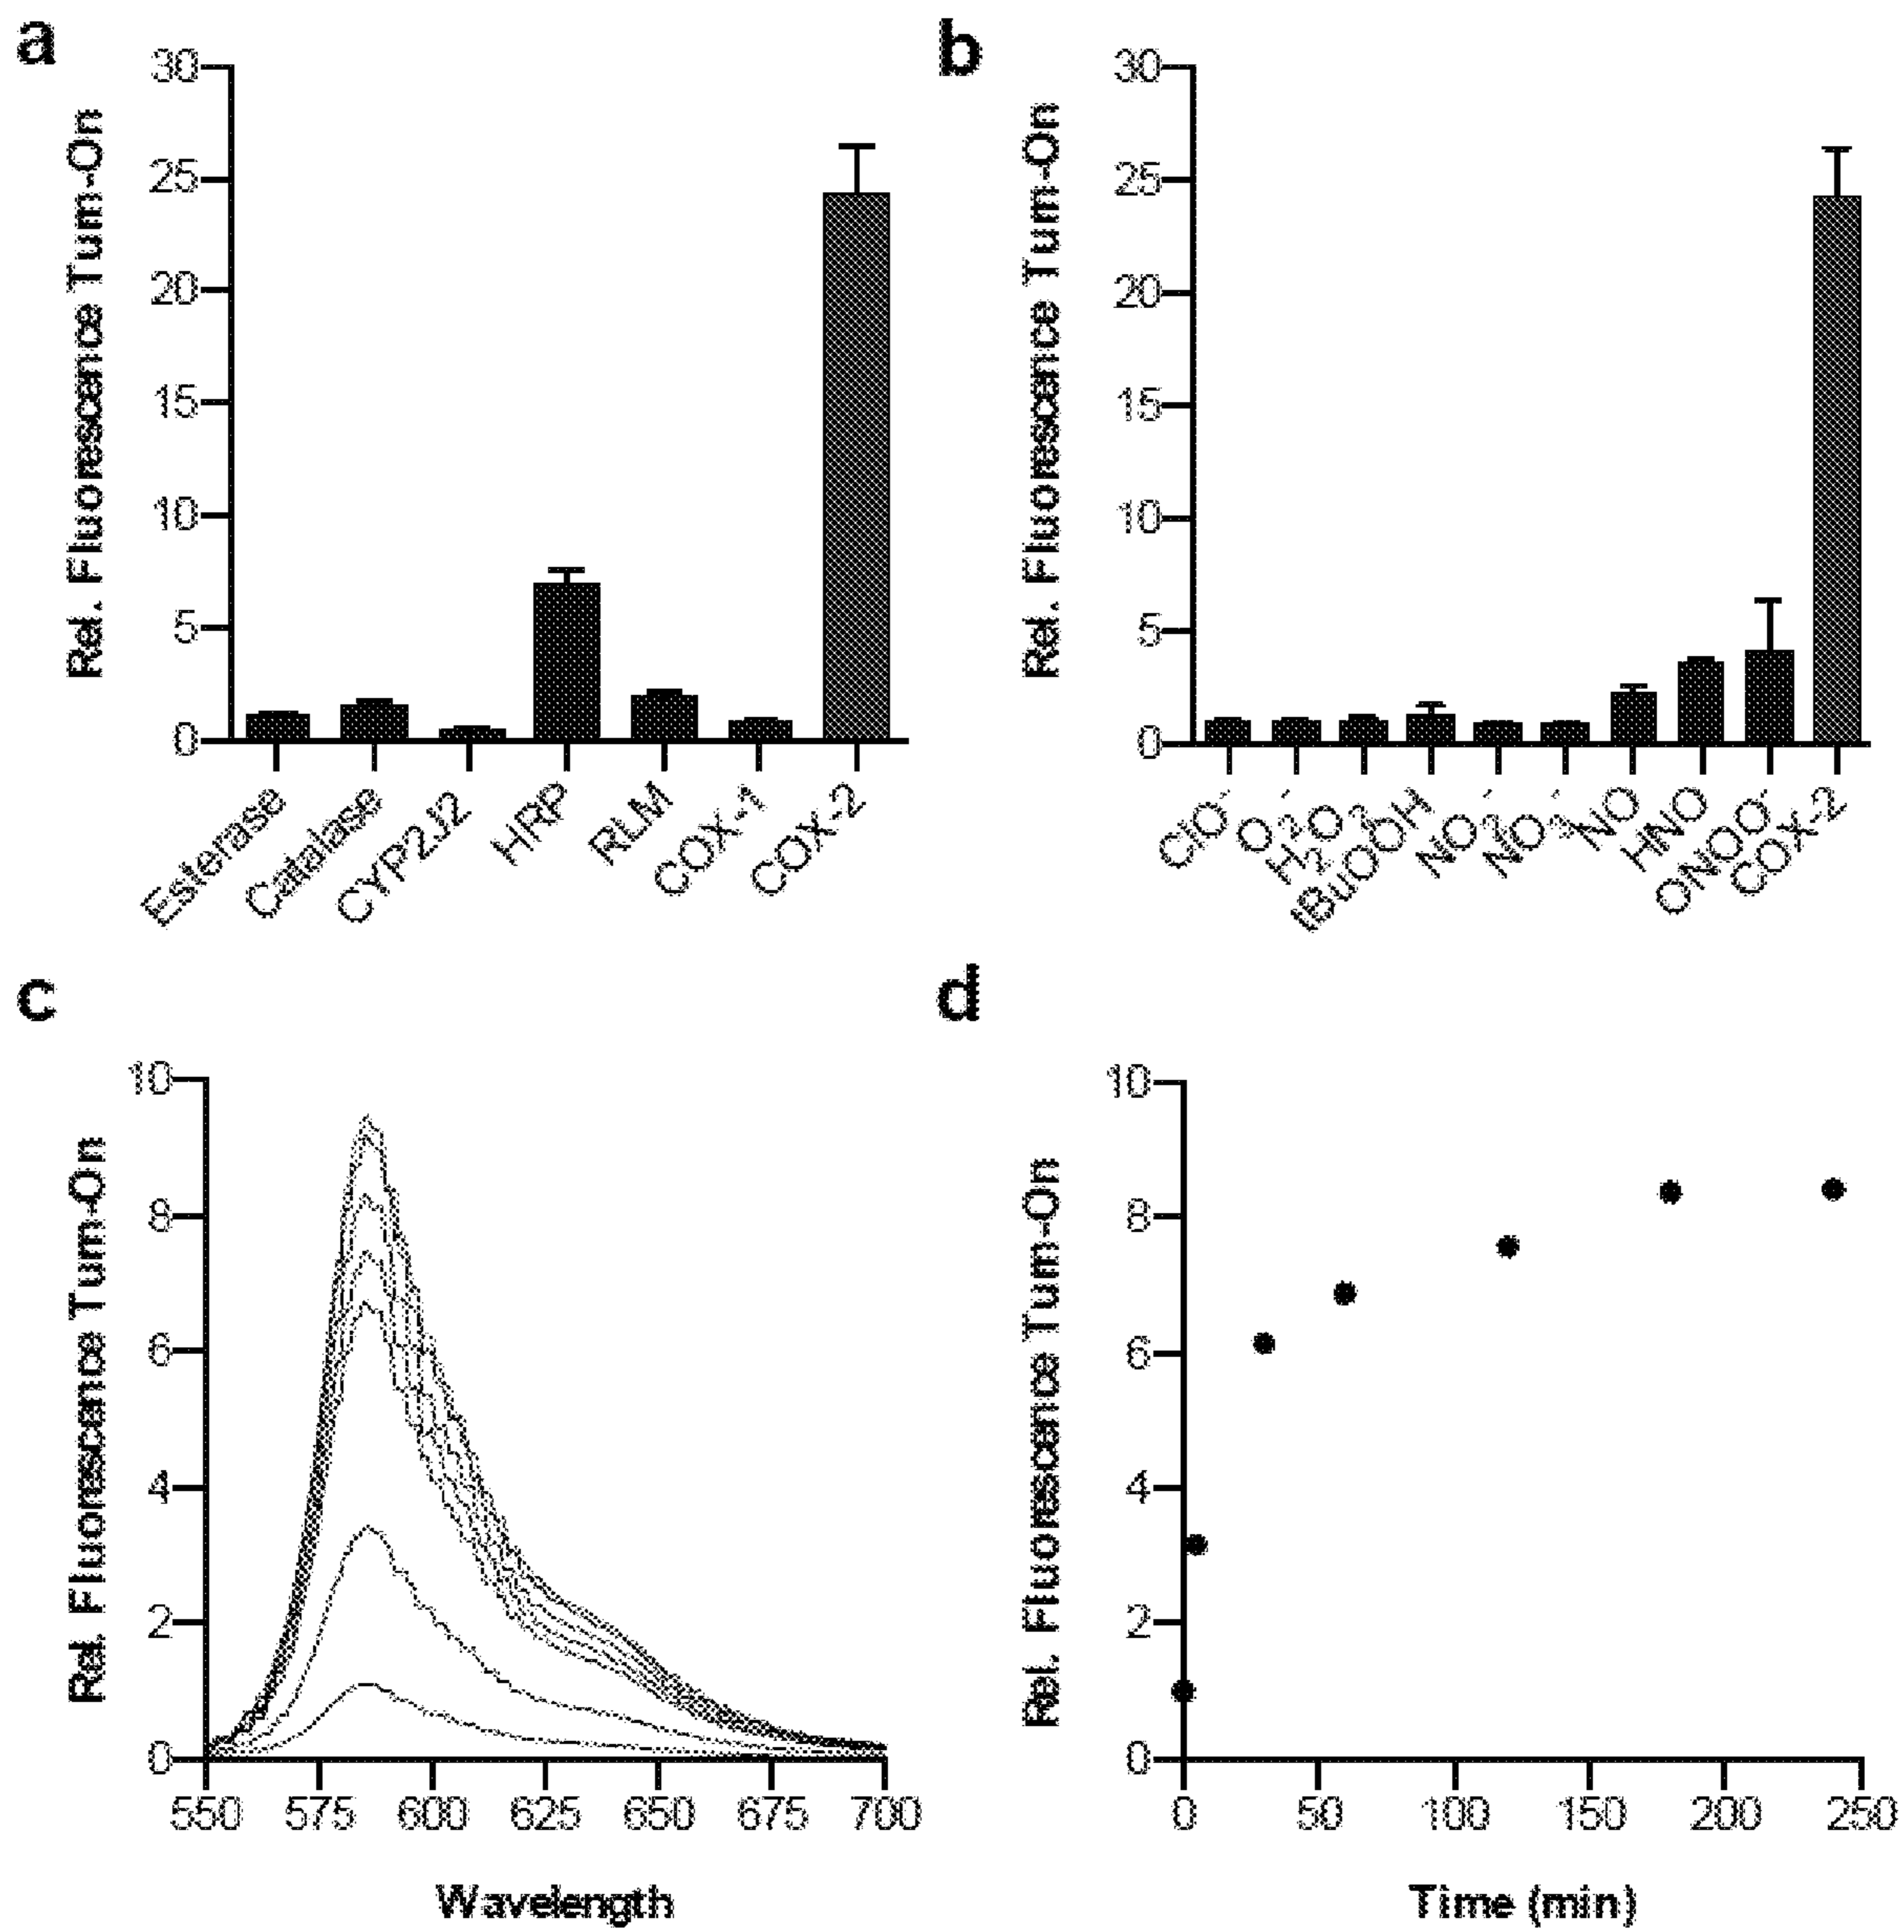 a
30
25
20
15
10
5
0
Rel. Fluorescence Turn-On
Esterase
Catalase
CYP2J2
HRP
RLM
COX-1
COX-2
b
30
25
20
15
10
5
0
Rel. Fluorescence Turn-On
ClO-
O2-
H2O2
tBuOOH
NO2-
NO3-
NO
HNO
ONOO-
COX-2
c
10
8
6
4
2
0
Rel. Fluorescence Turn-On
550 575 600 625 650 675 700
Wavelength
d
10
8
6
4
2
0
Rel. Fluorescence Turn-On
0 50 100 150 200 250
Time (min)